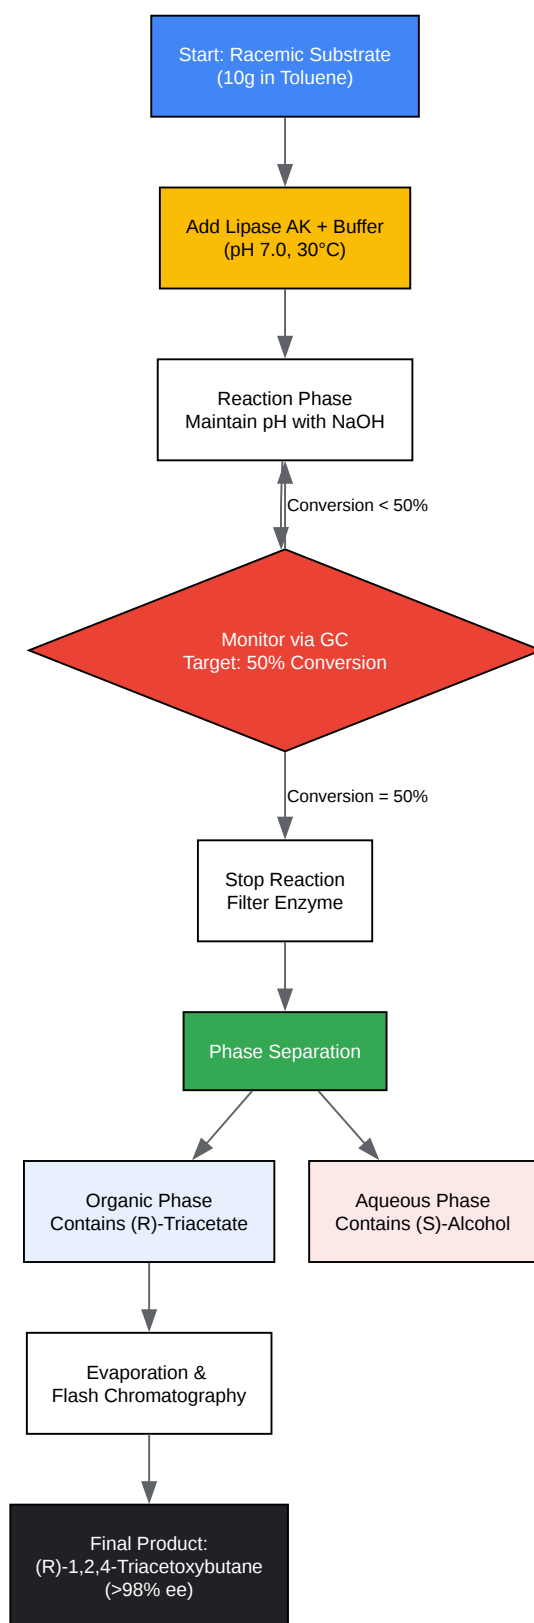 Start: Racemic Substrate
(10g in Toluene)
Add Lipase AK + Buffer
(pH 7.0, 30°C)
Reaction Phase
Maintain pH with NaOH
Conversion < 50%
Monitor via GC
Target: 50% Conversion
Conversion = 50%
Stop Reaction
Filter Enzyme
Phase Separation
Organic Phase
Contains (R)-Triacetate
Aqueous Phase
Contains (S)-Alcohol
Evaporation &
Flash Chromatography
Final Product:
(R)-1,2,4-Triacetoxybutane
(>98% ee)